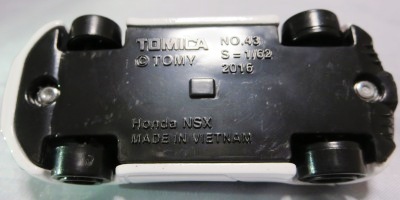 TOMICA NO.43
© TOMY S=1/62
2016
Honda NSX
MADE IN VIETNAM